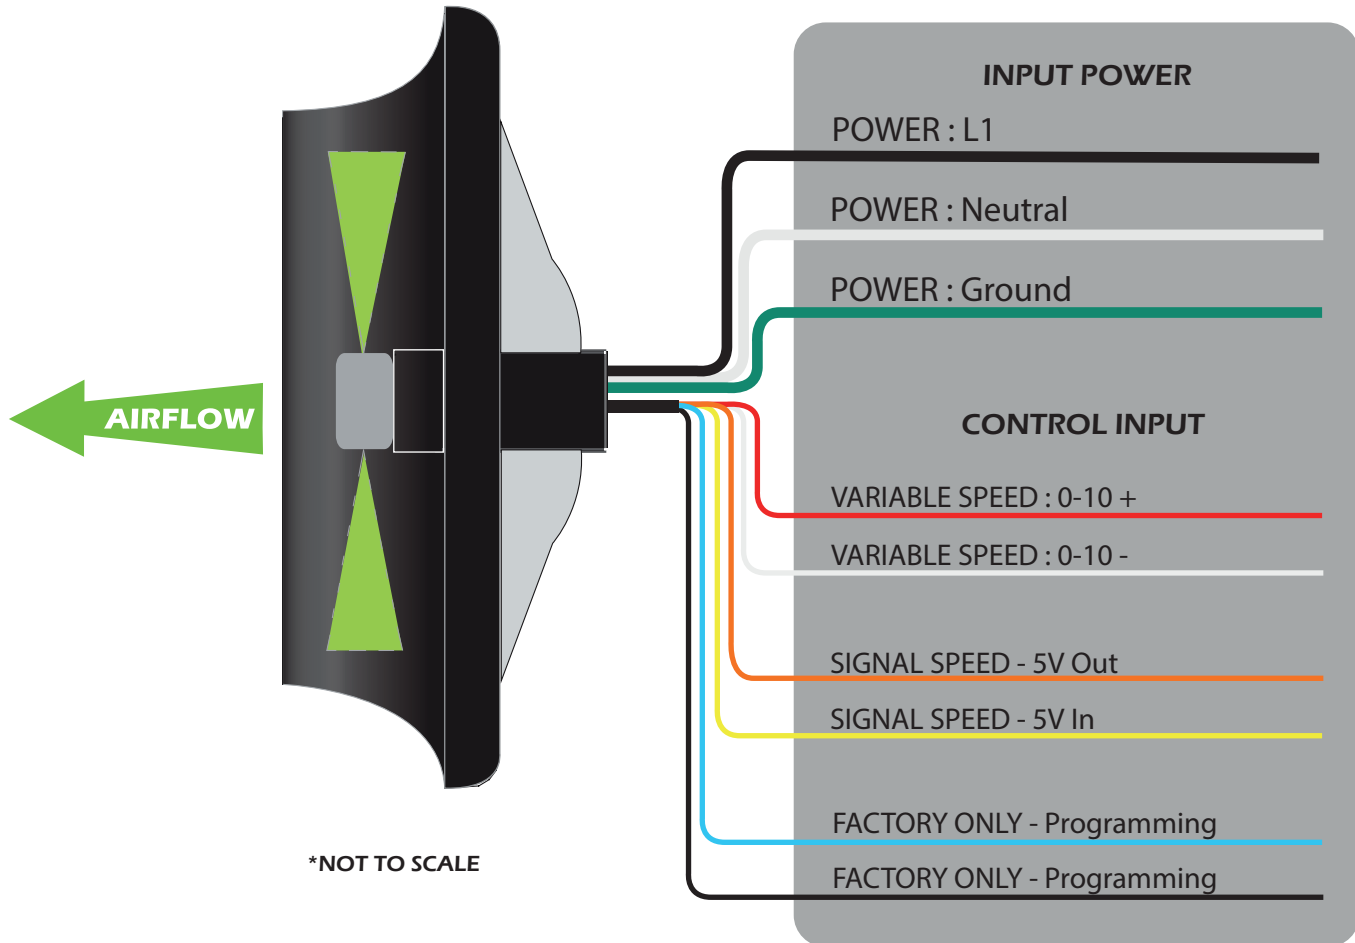 INPUT POWER
POWER : L1
POWER : Neutral
POWER : Ground
AIRFLOW
CONTROL INPUT
VARIABLE SPEED : 0-10 +
VARIABLE SPEED : 0-10 -
SIGNAL SPEED - 5V Out
SIGNAL SPEED - 5V In
FACTORY ONLY - Programming
FACTORY ONLY - Programming
*NOT TO SCALE